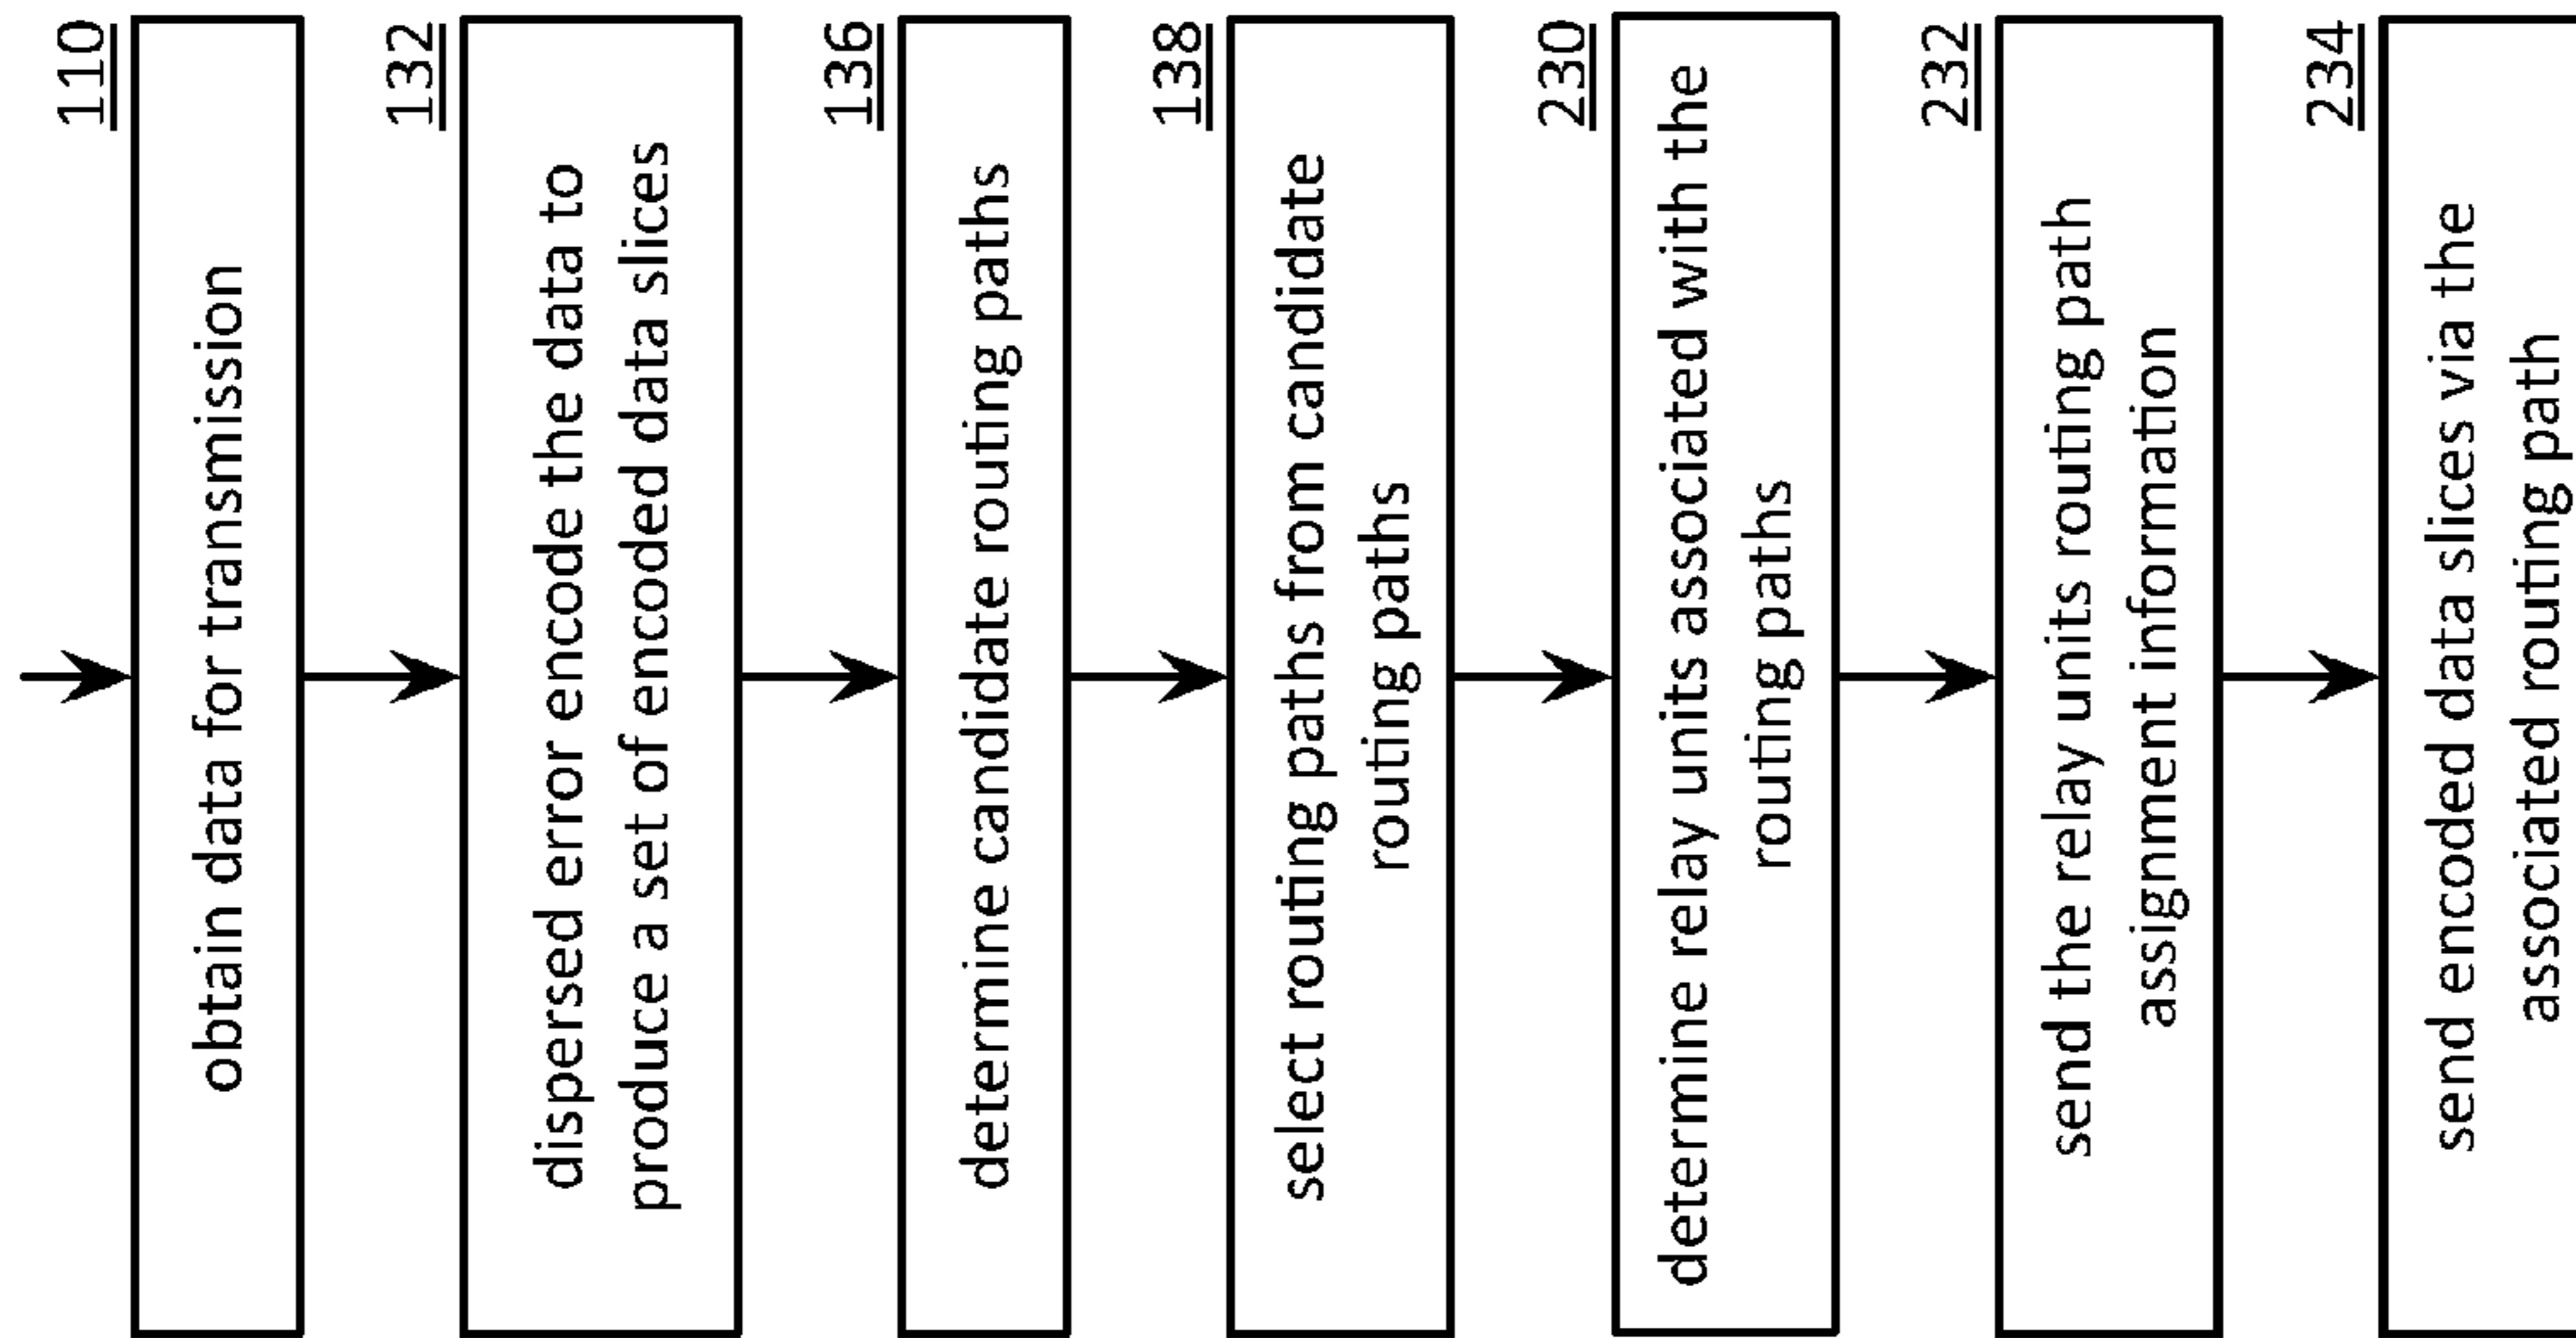 110
obtain data for transmission
132
dispersed error encode the data to
produce a set of encoded data slices
136
determine candidate routing paths
138
select routing paths from candidate
routing paths
230
determine relay units associated with the
routing paths
232
send the relay units routing path
assignment information
234
send encoded data slices via the
associated routing path